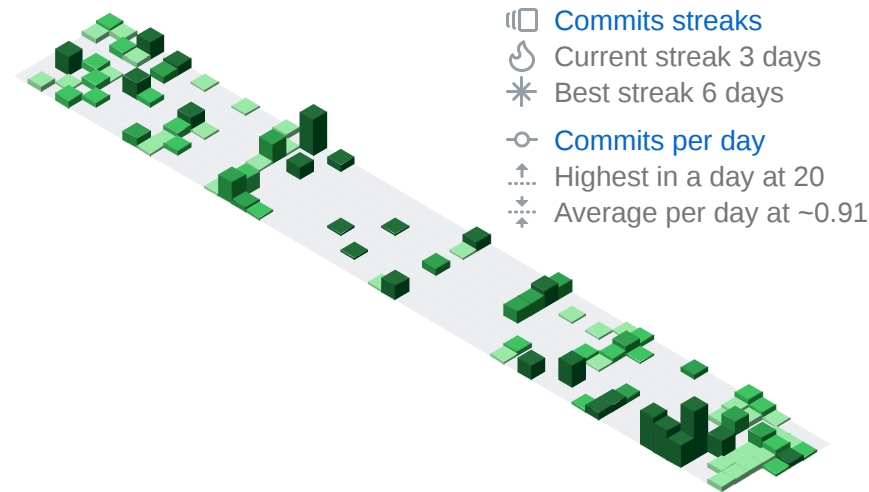 Commits streaks
Current streak 3 days
Best streak 6 days
Commits per day
Highest in a day at 20
Average per day at ~0.91